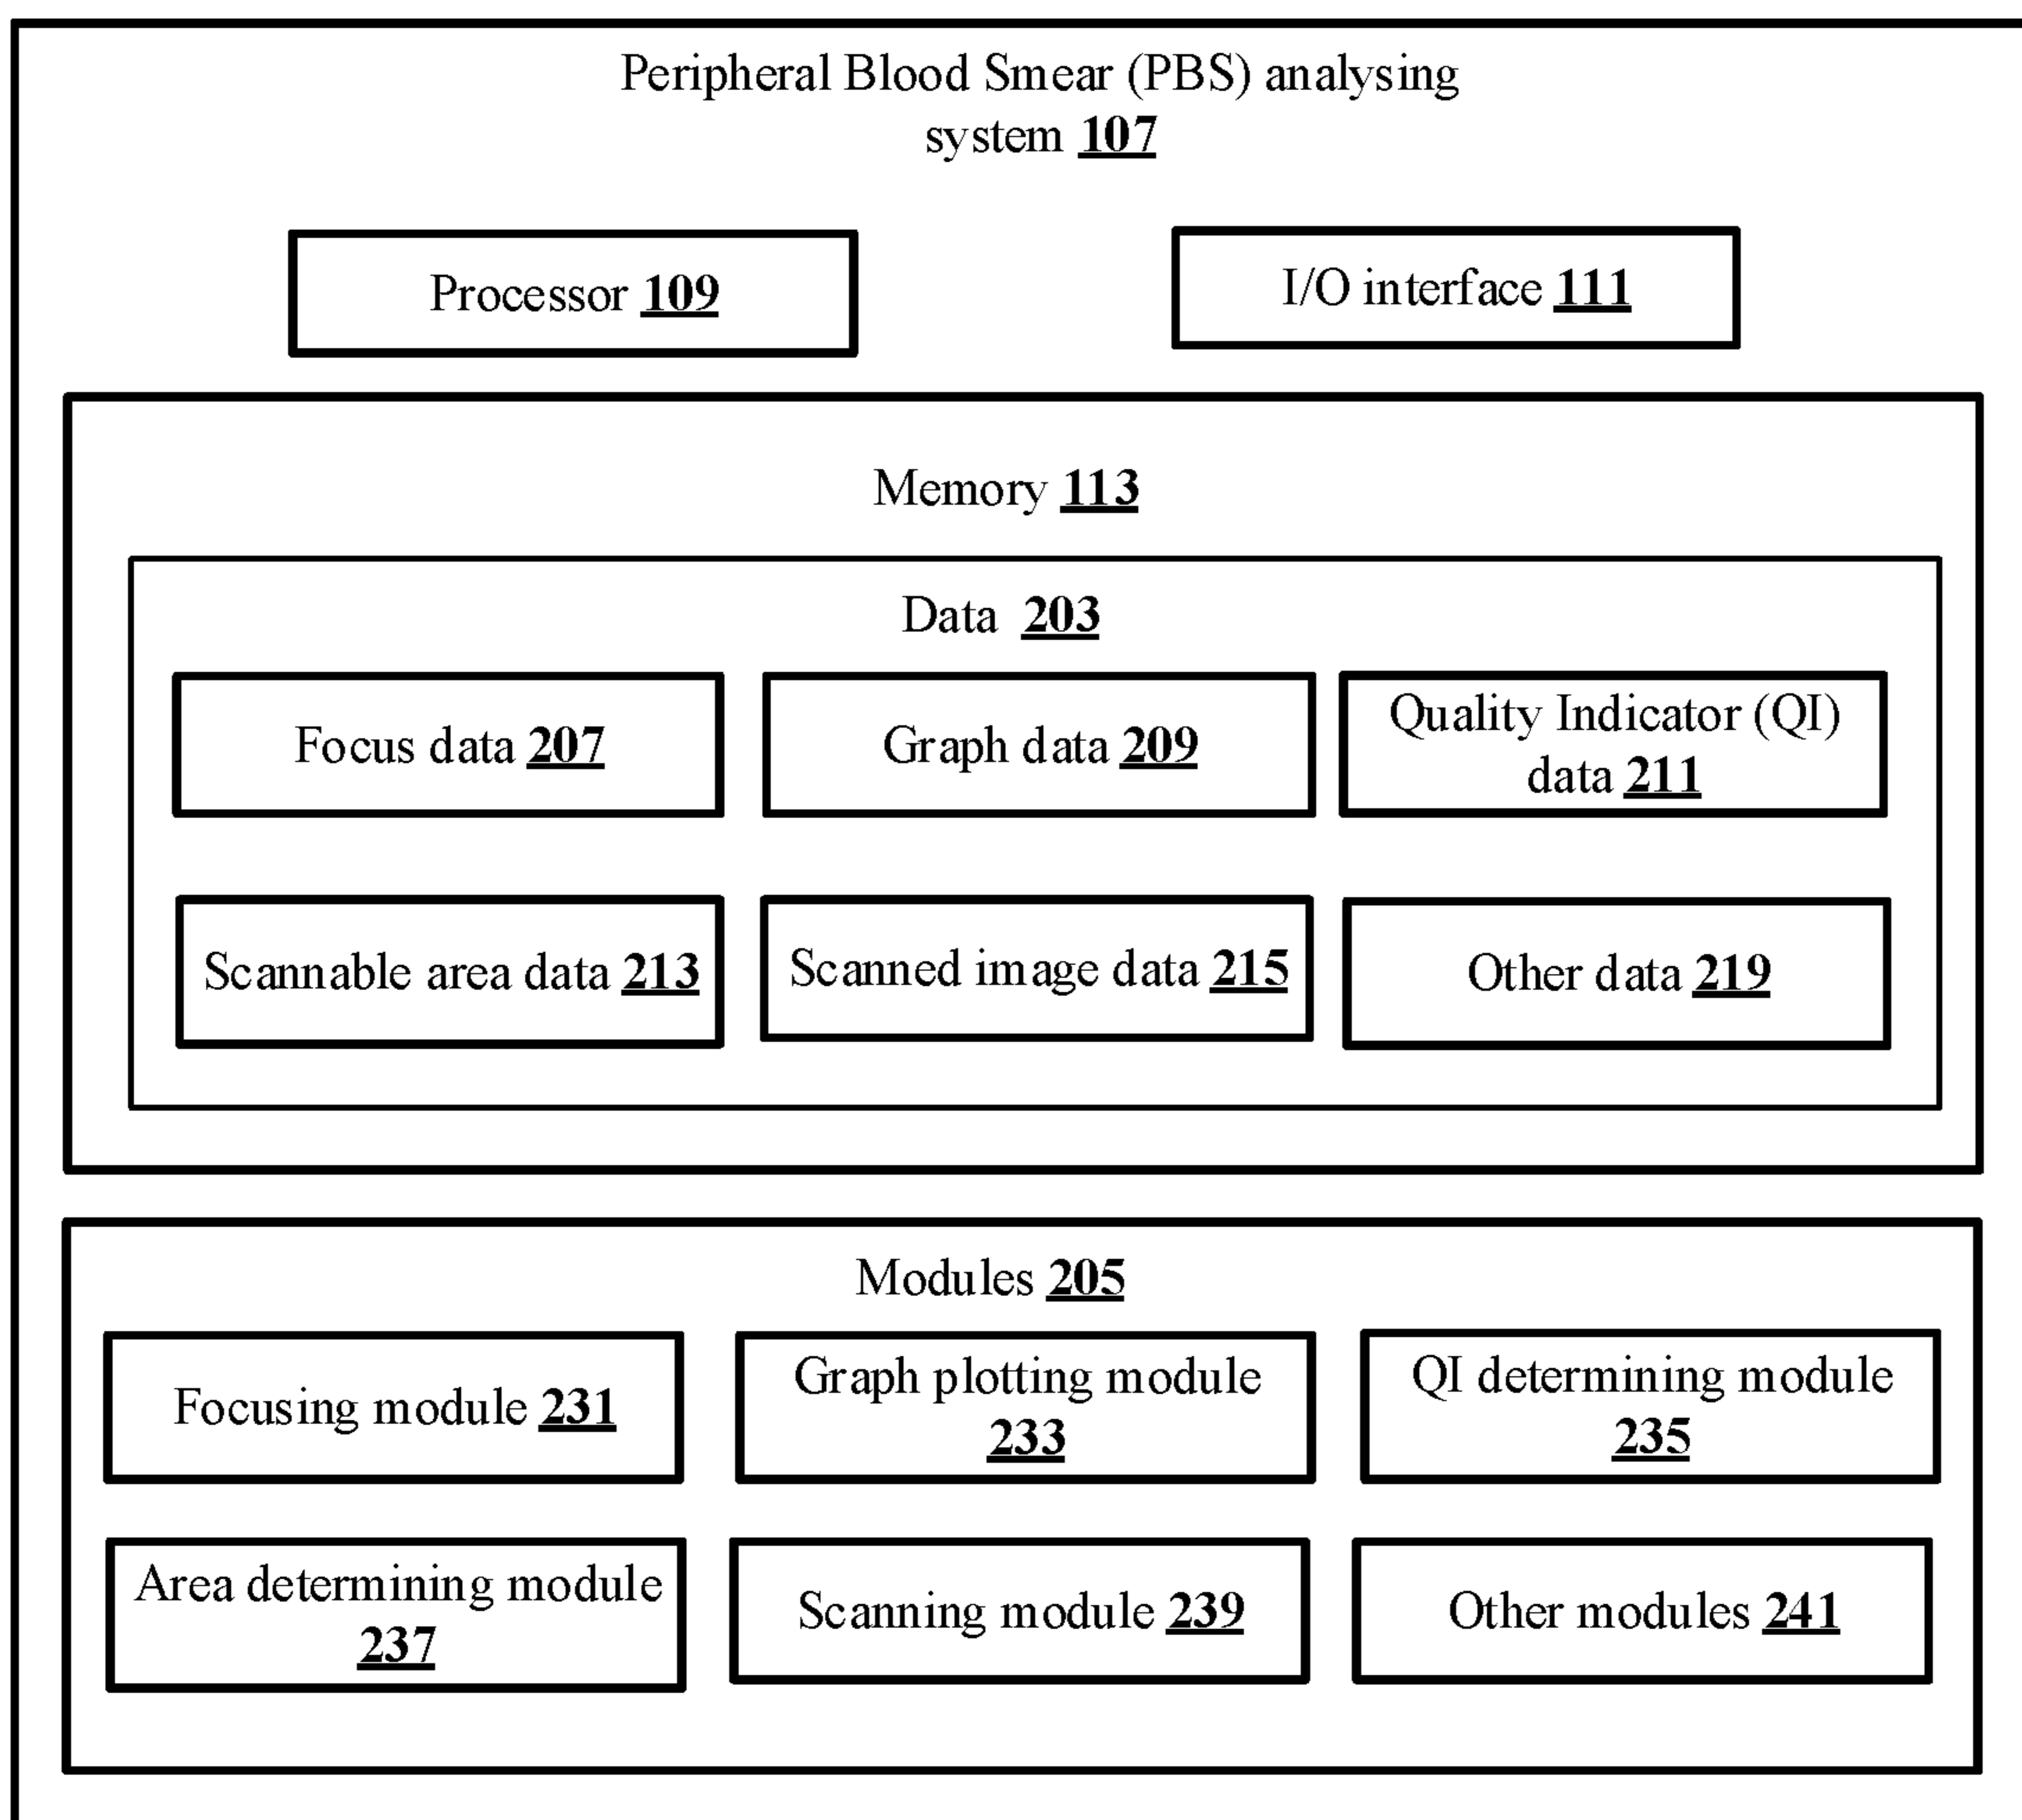 Peripheral Blood Smear (PBS) analysing
system 107
Processor 109
I/O interface 111
Memory 113
Data 203
Focus data 207
Graph data 209
Quality Indicator (QI)
data 211
Scannable area data 213
Scanned image data 215
Other data 219
Modules 205
Focusing module 231
Graph plotting module
233
QI determining module
235
Area determining module
237
Scanning module 239
Other modules 241